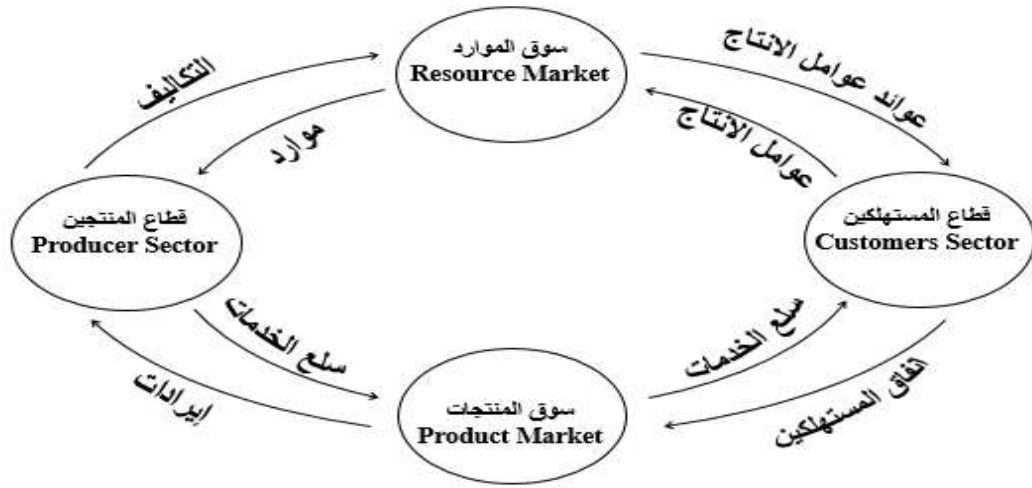 سوق الموارد
Resource Market
التكاليف
عوائد عوامل الانتاج
موارد
عوامل الانتاج
قطاع المنتجين
Producer Sector
قطاع المستهلكين
Customers Sector
سلع الخدمات
سلع الخدمات
إيرادات
انفاق المستهلكين
سوق المنتجات
Product Market